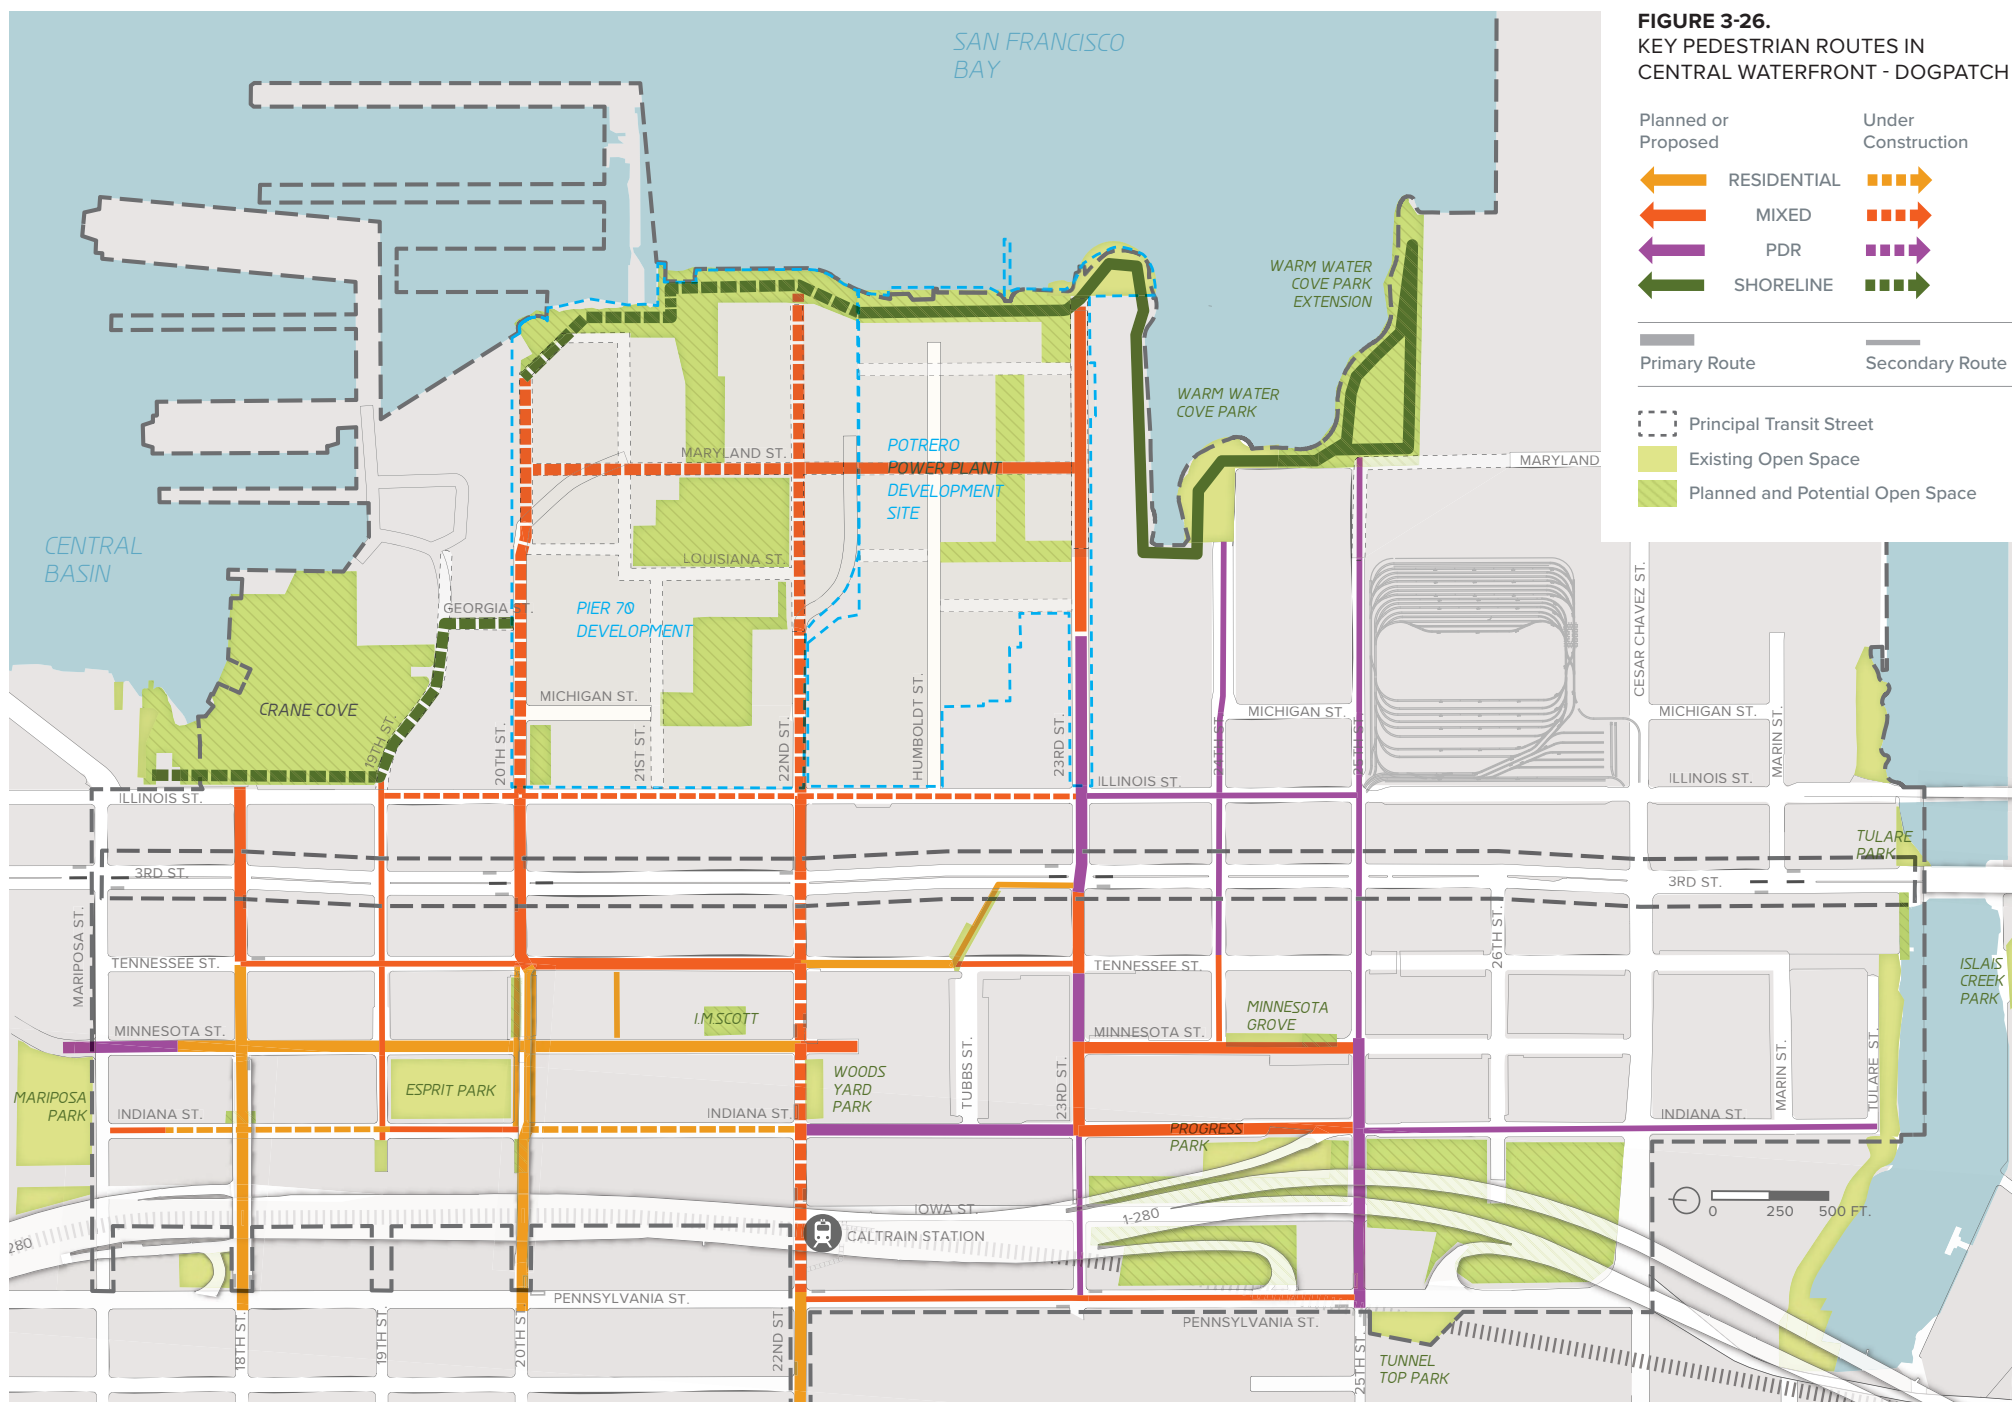 FIGURE 3-26.
KEY PEDESTRIAN ROUTES IN
CENTRAL WATERFRONT - DOGPATCH
Planned or
Proposed
Under
Construction
RESIDENTIAL
MIXED
PDR
SHORELINE
Primary Route
Secondary Route
Principal Transit Street
Existing Open Space
Planned and Potential Open Space
SAN FRANCISCO
BAY
WARM WATER
COVE PARK
EXTENSION
WARM WATER
COVE PARK
POTRERO
POWER PLANT
DEVELOPMENT
SITE
MARYLAND ST.
MARYLAND
CENTRAL
BASIN
LOUISIANA ST.
GEORGIA ST.
PIER 70
DEVELOPMENT
CESAR CHAVEZ ST.
MICHIGAN ST.
MICHIGAN ST.
MICHIGAN ST.
CRANE COVE
19TH ST.
20TH ST.
21ST ST.
22ND ST.
HUMBOLDT ST.
23RD ST.
24TH ST.
25TH ST.
MARIN ST.
ILLINOIS ST.
ILLINOIS ST.
ILLINOIS ST.
TULARE
PARK
3RD ST.
3RD ST.
MARIPOSA ST.
26TH ST.
TENNESSEE ST.
TENNESSEE ST.
ISLAIS
CREEK
PARK
I.M.SCOTT
MINNESOTA
GROVE
MINNESOTA ST.
MINNESOTA ST.
TUBBS ST.
23RD ST.
MARIN ST.
TULARE ST.
MARIPOSA
PARK
ESPRIT PARK
WOODS
YARD
PARK
INDIANA ST.
INDIANA ST.
INDIANA ST.
PROGRESS
PARK
IOWA ST.
1-280
280
CALTRAIN STATION
0 250 500 FT.
PENNSYLVANIA ST.
PENNSYLVANIA ST.
18TH ST.
19TH ST.
20TH ST.
22ND ST.
25TH ST.
TUNNEL
TOP PARK